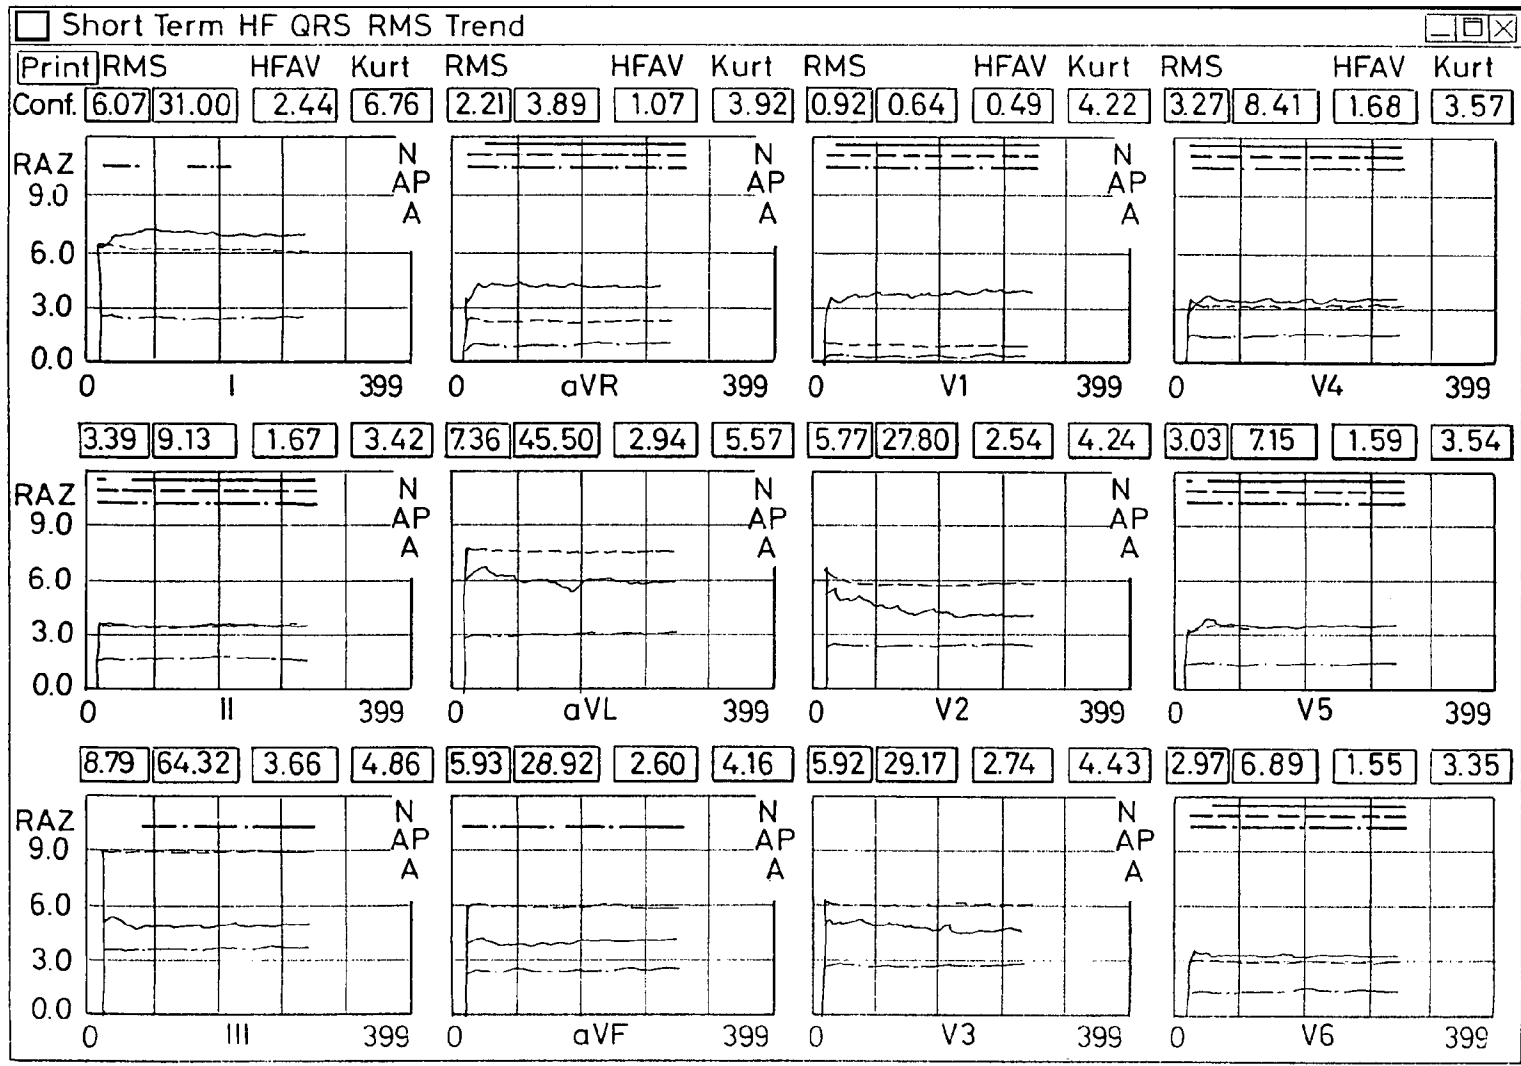 Short Term HF QRS RMS Trend
Print RMS HFAV Kurt RMS HFAV Kurt RMS HFAV Kurt RMS HFAV Kurt
Conf. 6.07 31.00 2.44 6.76 2.21 3.89 1.07 3.92 0.92 0.64 0.49 4.22 3.27 8.41 1.68 3.57
RAZ N N N
AP AP AP
9.0
A A A
6.0
3.0
0.0
0 I 399 0 aVR 399 0 V1 399 0 V4 399
3.39 9.13 1.67 3.42 7.36 45.50 2.94 5.57 5.77 27.80 2.54 4.24 3.03 7.15 1.59 3.54
RAZ N N N
9.0 AP AP AP
A A A
6.0
3.0
0.0
0 II 399 0 aVL 399 0 V2 399 0 V5 399
8.79 64.32 3.66 4.86 5.93 28.92 2.60 4.16 5.92 29.17 2.74 4.43 2.97 6.89 1.55 3.35
N N N
RAZ AP AP AP
9.0
A A A
6.0
3.0
0.0
0 III 399 0 aVF 399 0 V3 399 0 V6 399